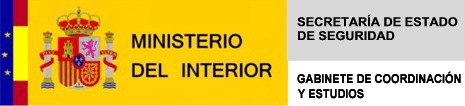 MINISTERIO
DEL INTERIOR
SECRETARÍA DE ESTADO
DE SEGURIDAD
GABINETE DE COORDINACIÓN
Y ESTUDIOS